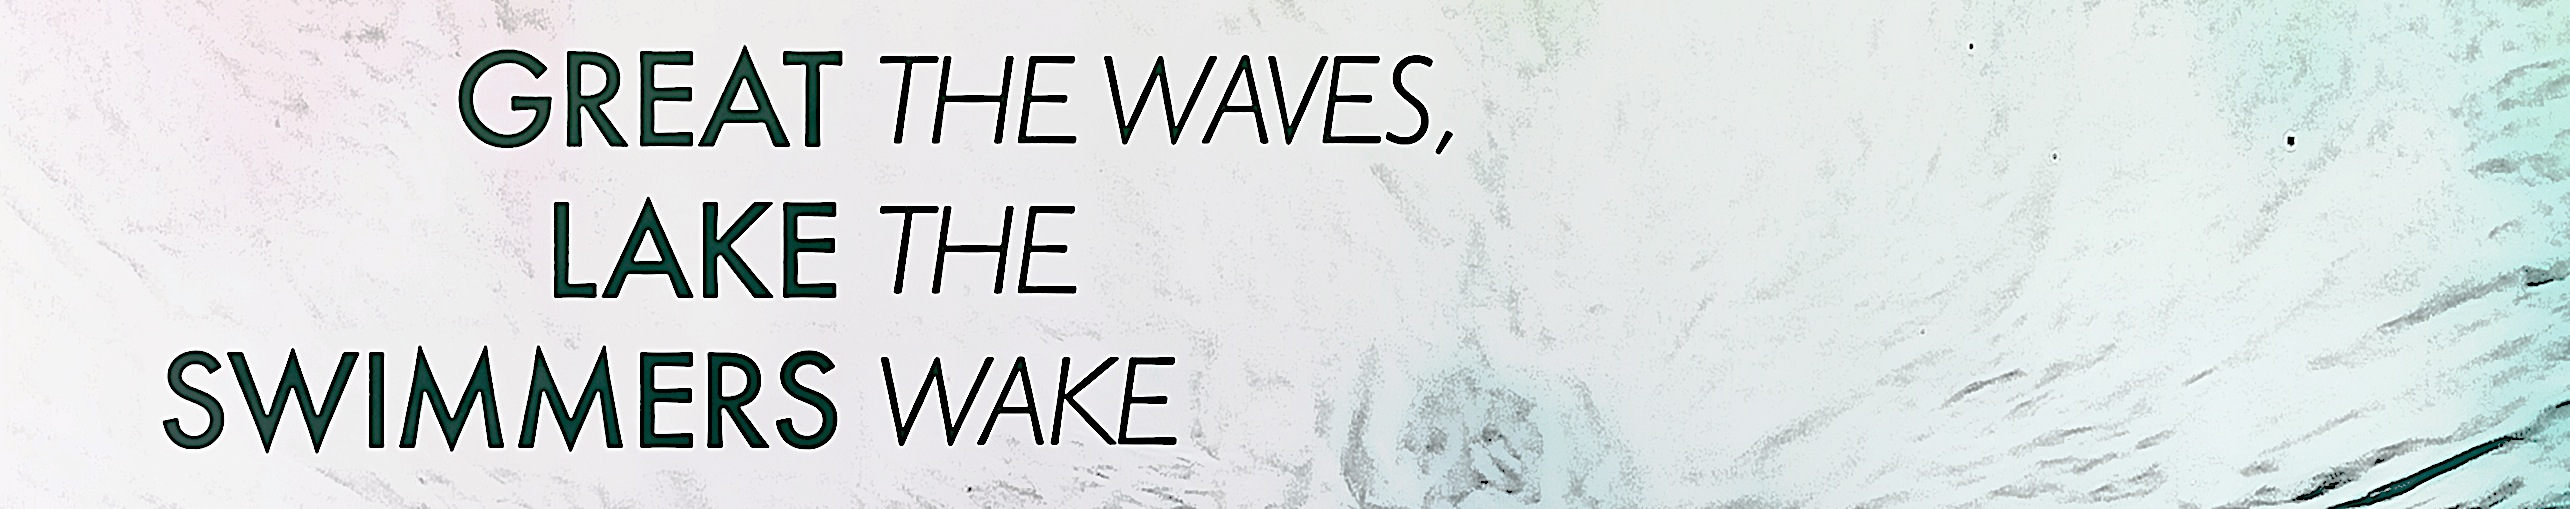 GREAT THE WAVES,
LAKE THE
SWIMMERS WAKE